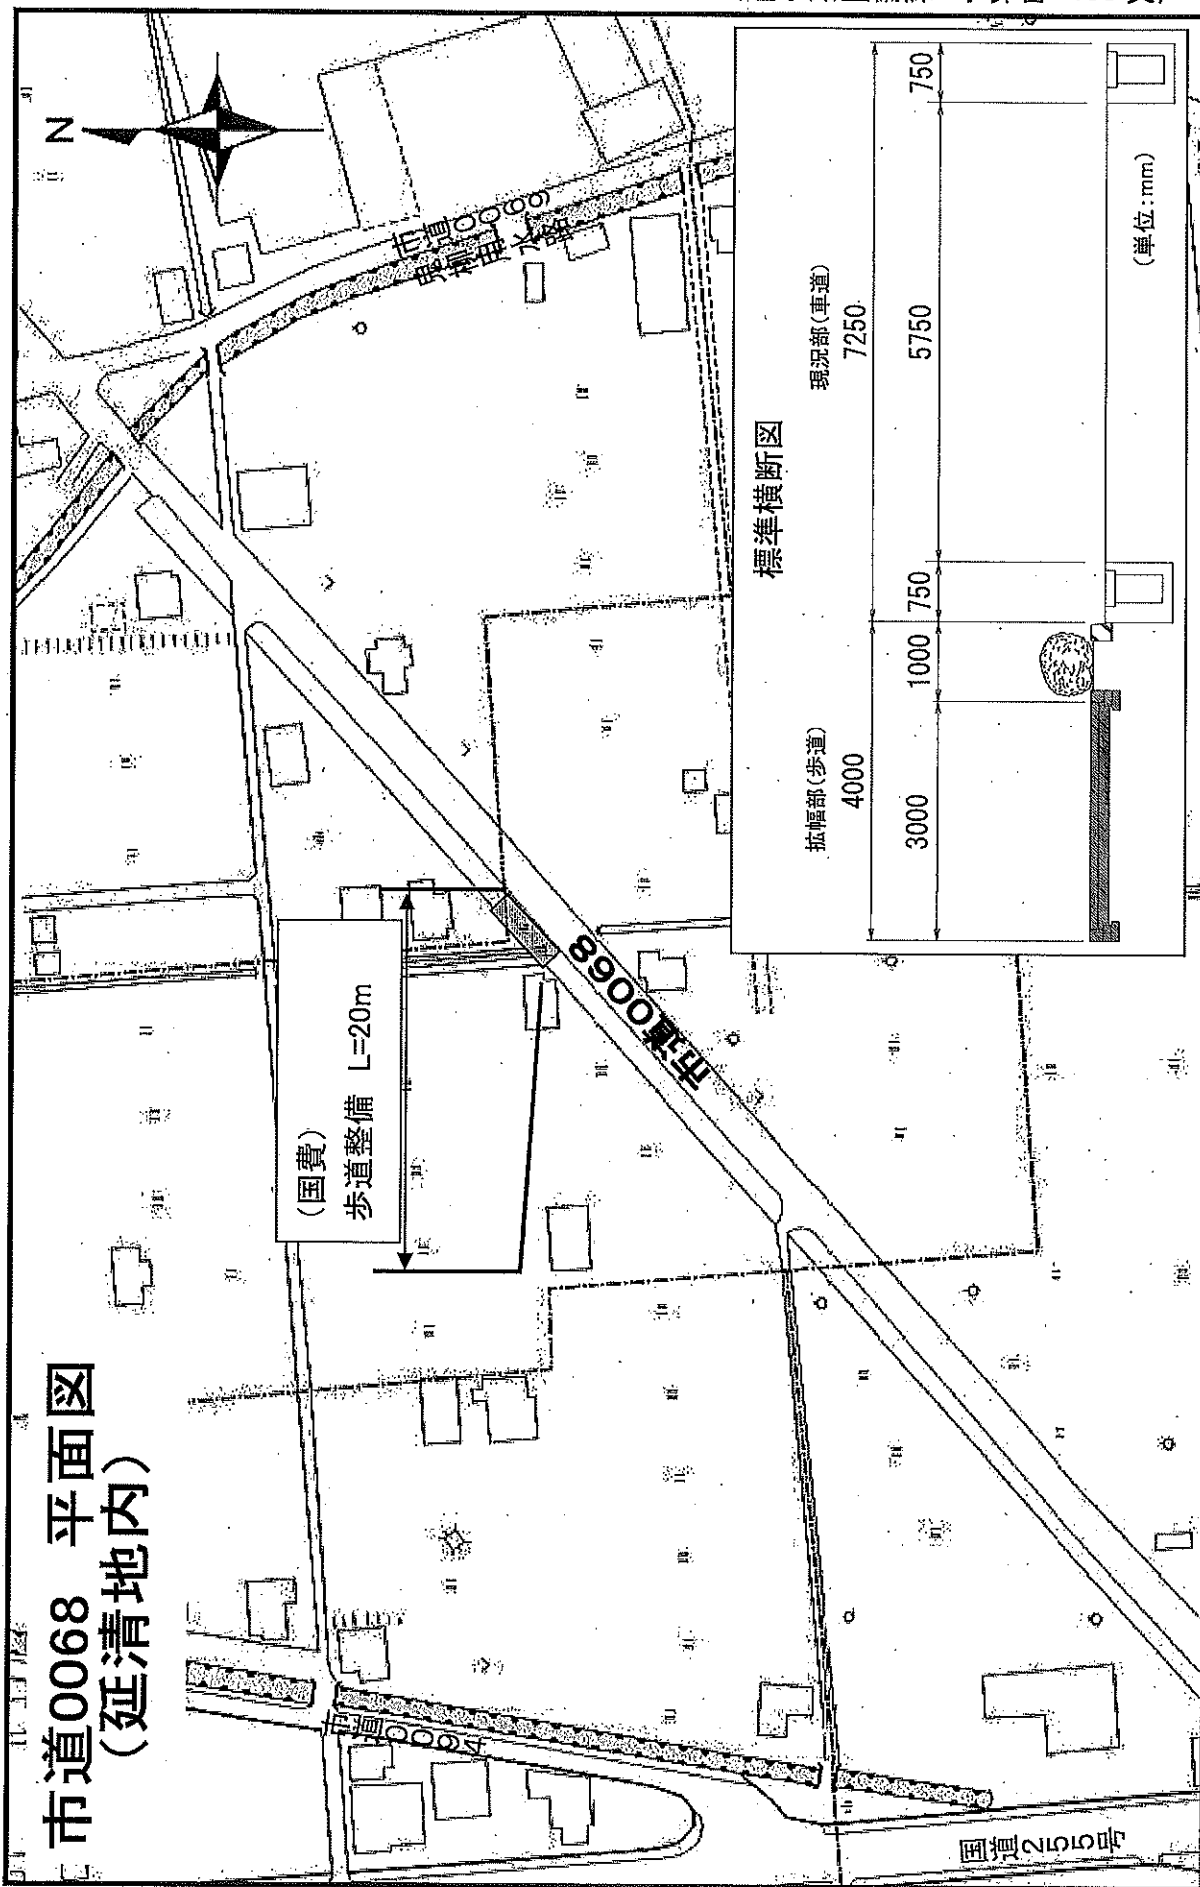 市道0068 平面図
(延清地内)
N
(国費)
歩道整備 L=20m
市道0068
市道0069
市道0094
国道255号
標準横断図
拡幅部(歩道)
現況部(車道)
4000
7250
3000
1000
750
5750
750
(単位:mm)